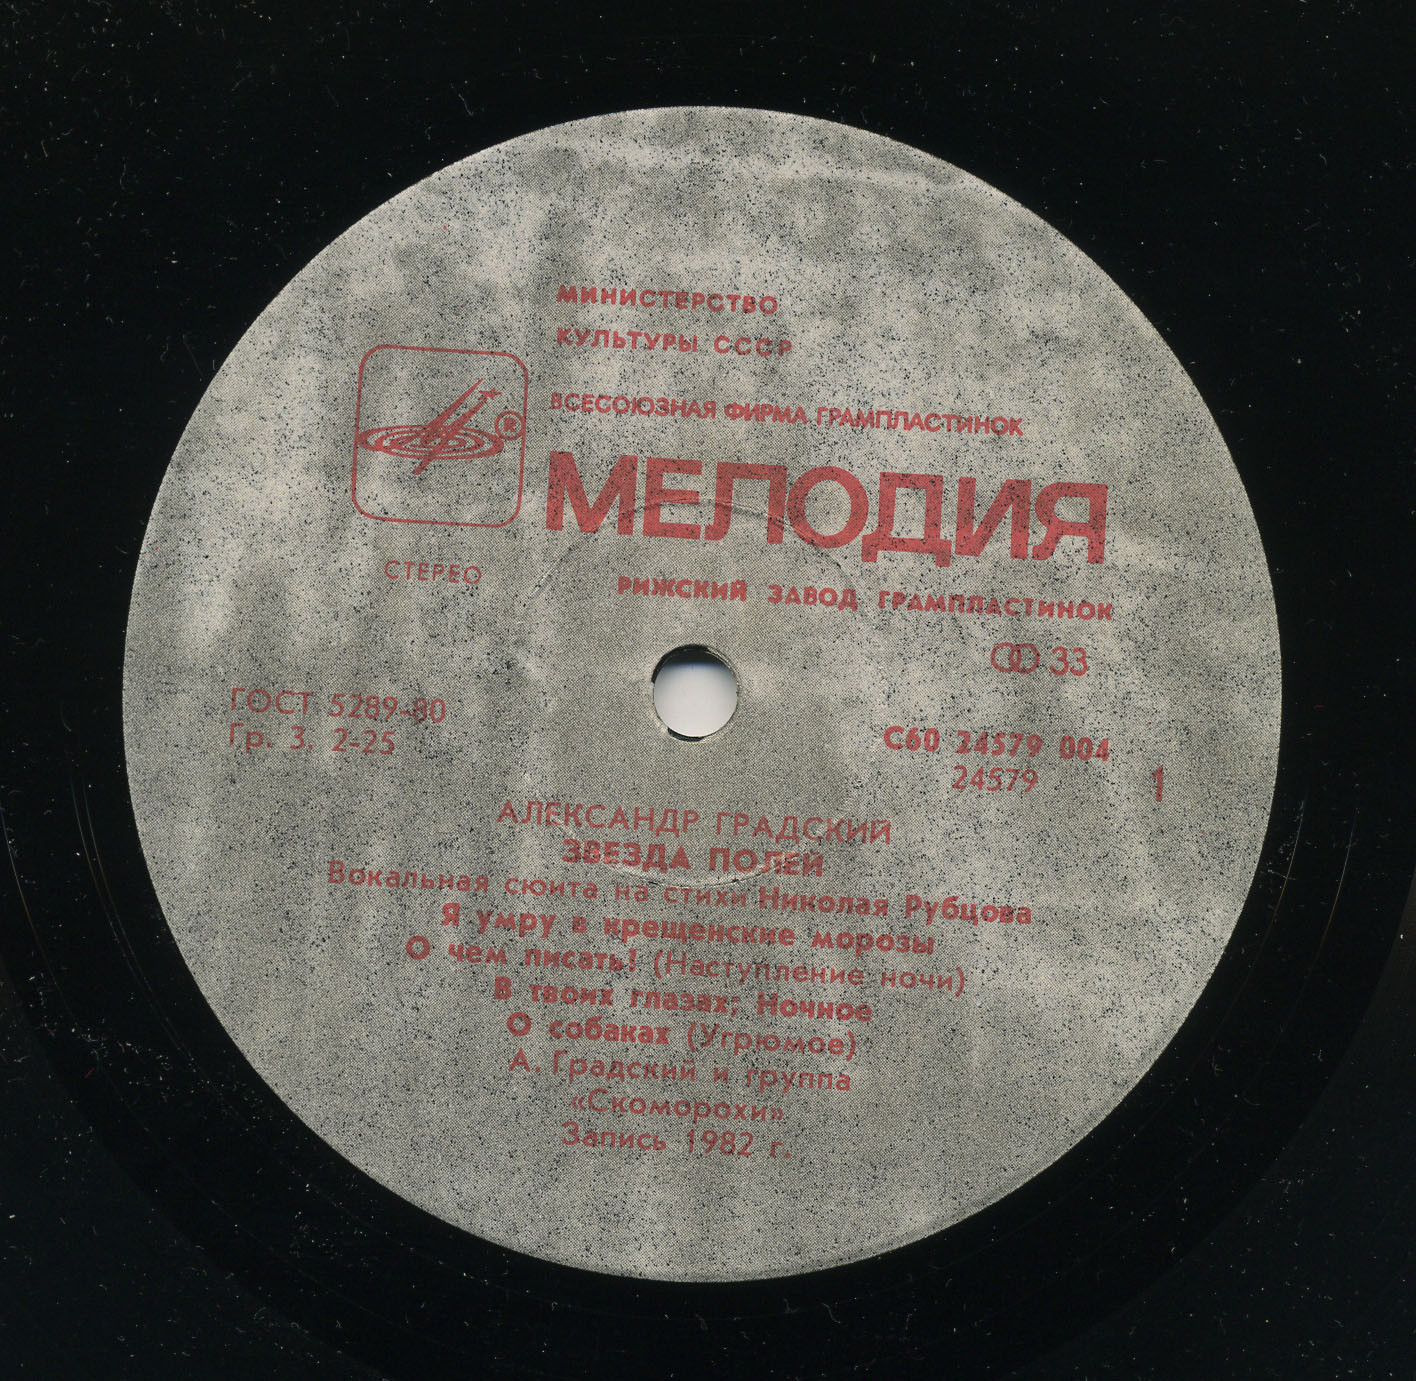 МИНИСТЕРСТВО
КУЛЬТУРЫ СССР
ВСЕСОЮЗНАЯ ФИРМА ГРАМПЛАСТИНОК
®
МЕЛОДИЯ
СТЕРЕО
РИЖСКИЙ ЗАВОД ГРАМПЛАСТИНОК
33
ГОСТ 5289-80
Гр. 3. 2-25
С60 24579 004
24579
1
АЛЕКСАНДР ГРАДСКИЙ
ЗВЕЗДА ПОЛЕЙ
Вокальная сюита на стихи Николая Рубцова
Я умру в крещенские морозы
О чем писать! (Наступление ночи)
В твоих глазах; Ночное
О собаках (Угрюмое)
А. Градский и группа
«Скоморохи»
Запись 1982 г.